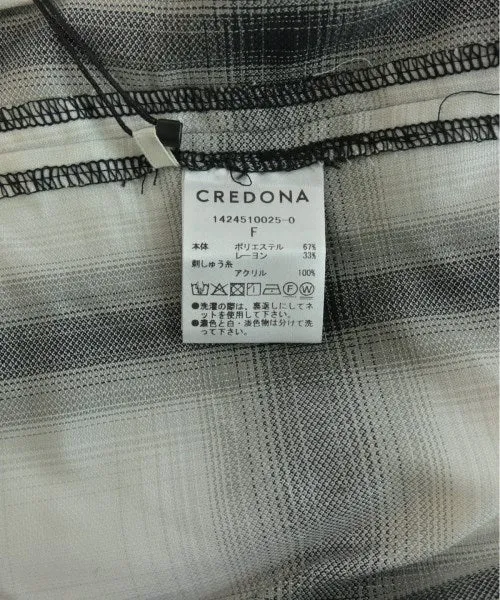 CREDONA
1424510025-0
F
本体 ポリエステル 67%
レーヨン 33%
刺しゅう糸
アクリル 100%
F W
●洗濯の際は、裏返しにしてネ
ットを使用して下さい。
●濃色と白・淡色物は分けて洗
って下さい。